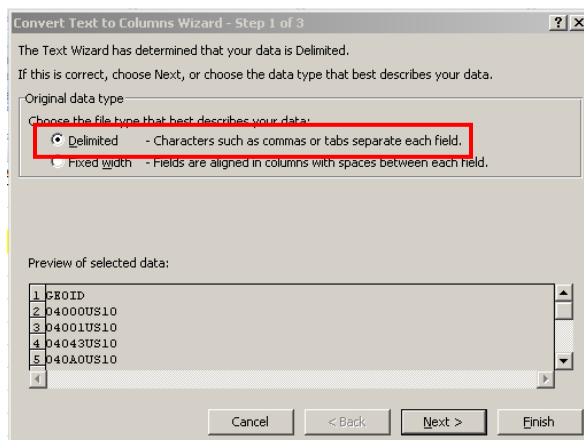 Convert Text to Columns Wizard - Step 1 of 3
The Text Wizard has determined that your data is Delimited.
If this is correct, choose Next, or choose the data type that best describes your data.
Original data type
Choose the file type that best describes your data:
Delimited - Characters such as commas or tabs separate each field.
Fixed width - Fields are aligned in columns with spaces between each field.
Preview of selected data:
1 GEOID
2 04000US10
3 04001US10
4 04043US10
5 040A0US10
Cancel < Back Next > Finish